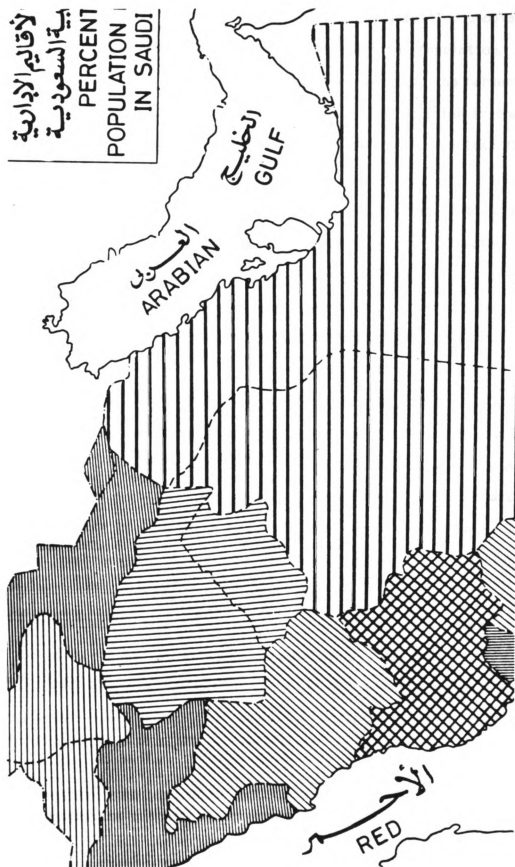 لأقاليم الإدارية
ية السعودية
PERCENT
POPULATION
IN SAUDI
الخليج
GULF
العربي
ARABIAN
الأحمر
RED